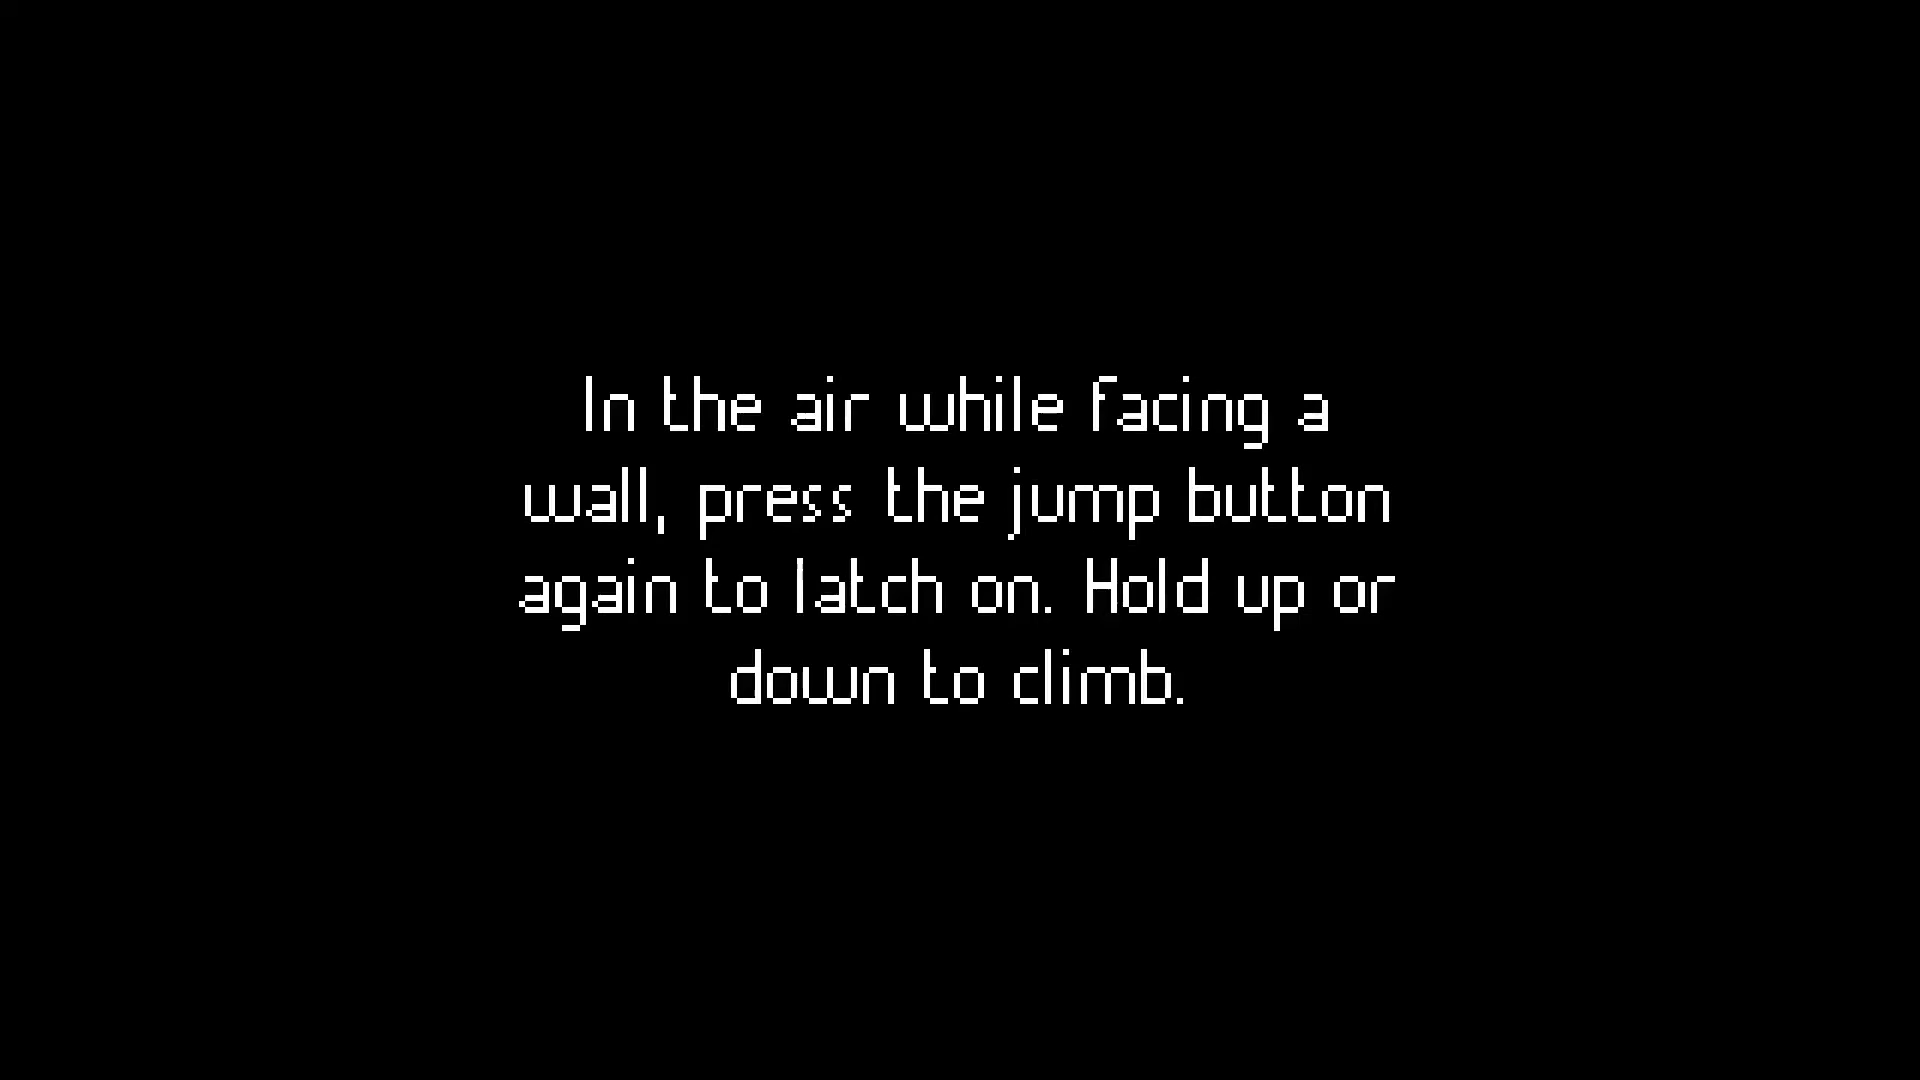 In the air while facing a
wall, press the jump button
again to latch on. Hold up or
down to climb.